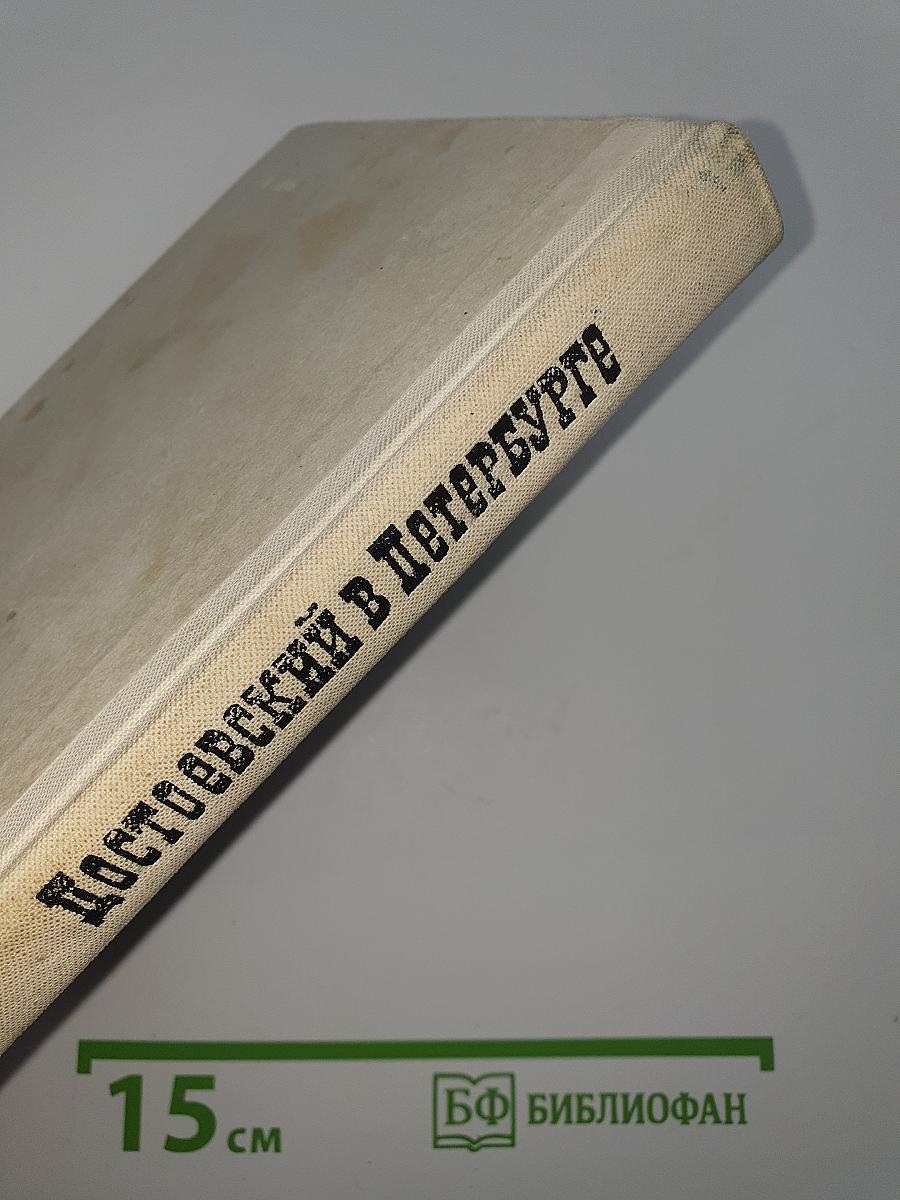 Достоевский в Петербурге
15 см
БФ БИБЛИОФАН